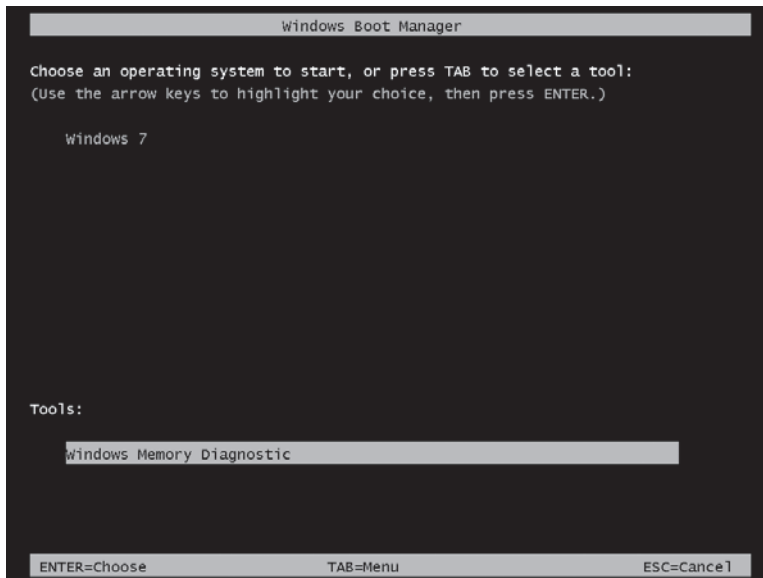 Windows Boot Manager
Choose an operating system to start, or press TAB to select a tool:
(Use the arrow keys to highlight your choice, then press ENTER.)
Windows 7
Tools:
Windows Memory Diagnostic
ENTER=Choose TAB=Menu ESC=Cancel